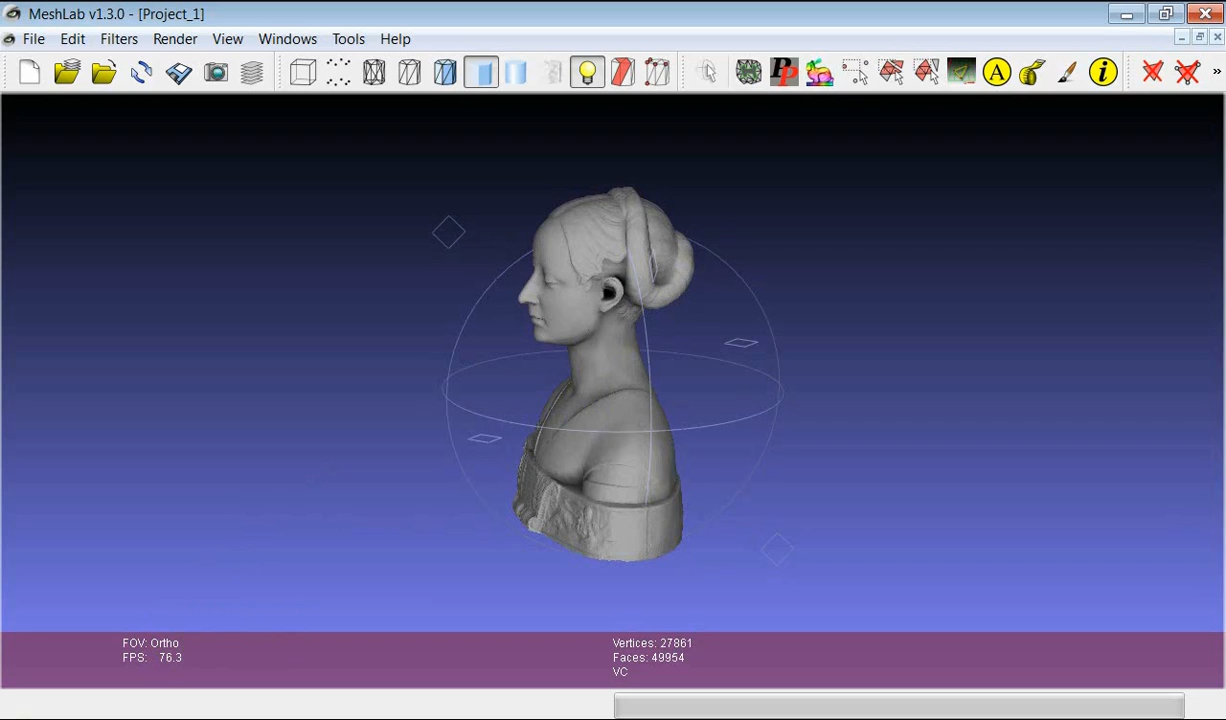 MeshLab v1.3.0 - [Project_1]
File Edit Filters Render View Windows Tools Help
PP A i »
FOV: Ortho
FPS: 76.3
Vertices: 27861
Faces: 49954
VC